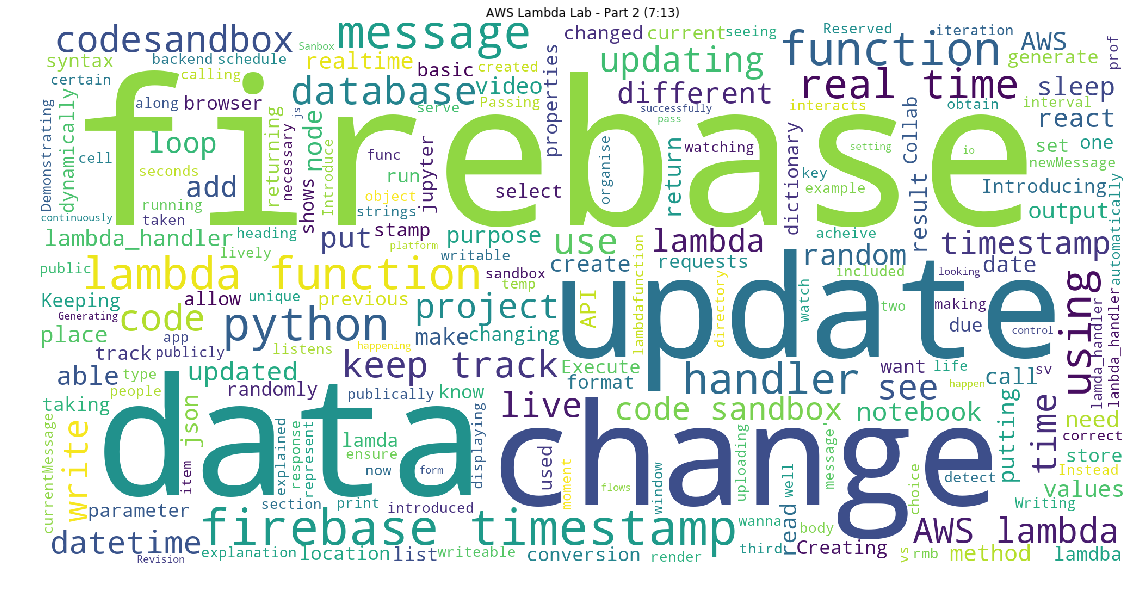 AWS Lambda Lab - Part 2 (7:13)
codesandbox Sanbox message changed current seeing Reserved iteration AWS prof
syntax backend schedule realtime basic created video updating function generate
certain calling database different real time sleep
along browser serve Passing properties successfully interacts obtain interval
Demonstrating dynamically loop returning necessary js node pass watching react
firebase
cell seconds add shows Introduce func run jupyter select organise return dictionary setting key io result Collab set one newMessage
running object example Introducing
continuously taken strings acheive output automatically
lambda_handler heading put stamp purpose use lambda random timestamp
lively platform writable create requests included date
public lambda function sandbox temp API lambdafunction directory watch looking
Keeping Generating allow unique previous project update two making using
place code app python make changing due control lamda_handler lanbda_handler
track publicly listens happening keep track Execute handler want life call sv
able type updated randomly publically know format see happen
people data live code sandbox notebook time need
taking json lamda change putting correct
write item explained response represent ensure now form displaying used moment flows uploading window message' well choice detect store Instead
currentMessage values
parameter section print introduced wanna read body Writing
datetime firebase timestamp third Creating AWS lambda
Revision explanation location list writeable conversion render vs rmb method lamdba